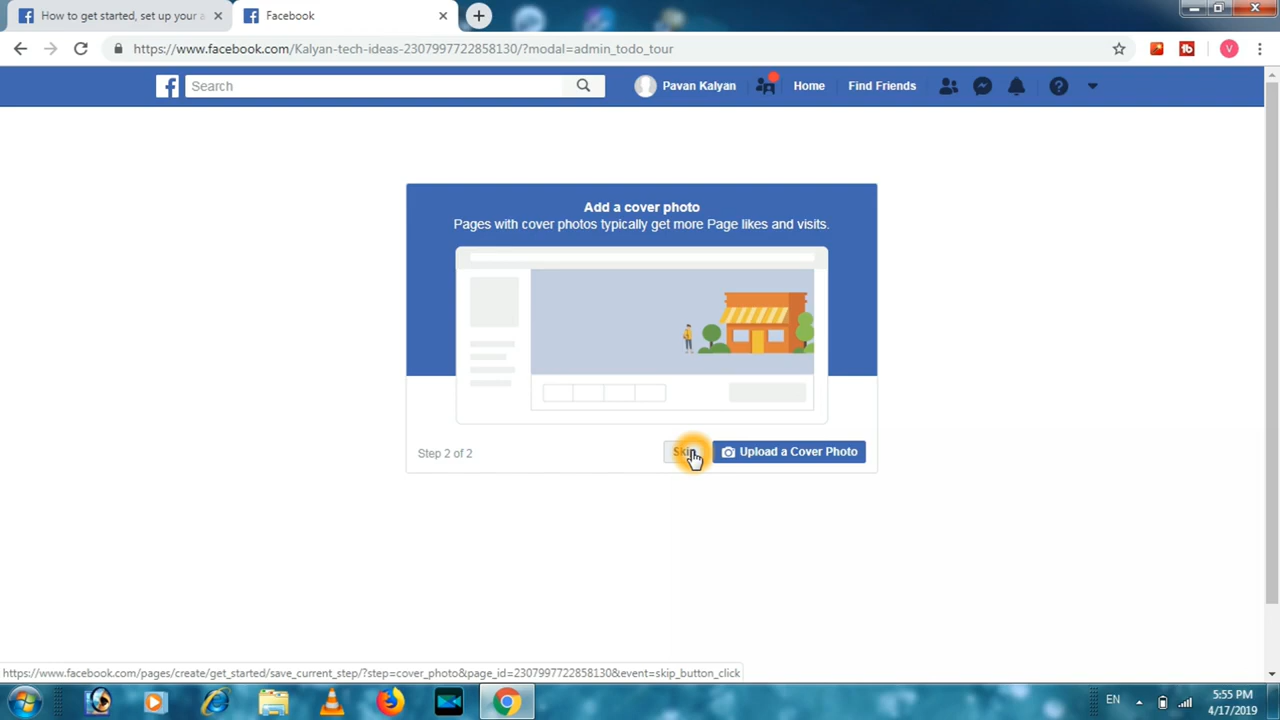 How to get started, set up your a
Facebook
https://www.facebook.com/Kalyan-tech-ideas-2307997722858130/?modal=admin_todo_tour
Search
Pavan Kalyan
Home
Find Friends
Add a cover photo
Pages with cover photos typically get more Page likes and visits.
Step 2 of 2
Skip
Upload a Cover Photo
https://www.facebook.com/pages/create/get_started/save_current_step/?step=cover_photo&page_id=2307997722858130&event=skip_button_click
EN
5:55 PM
4/17/2019